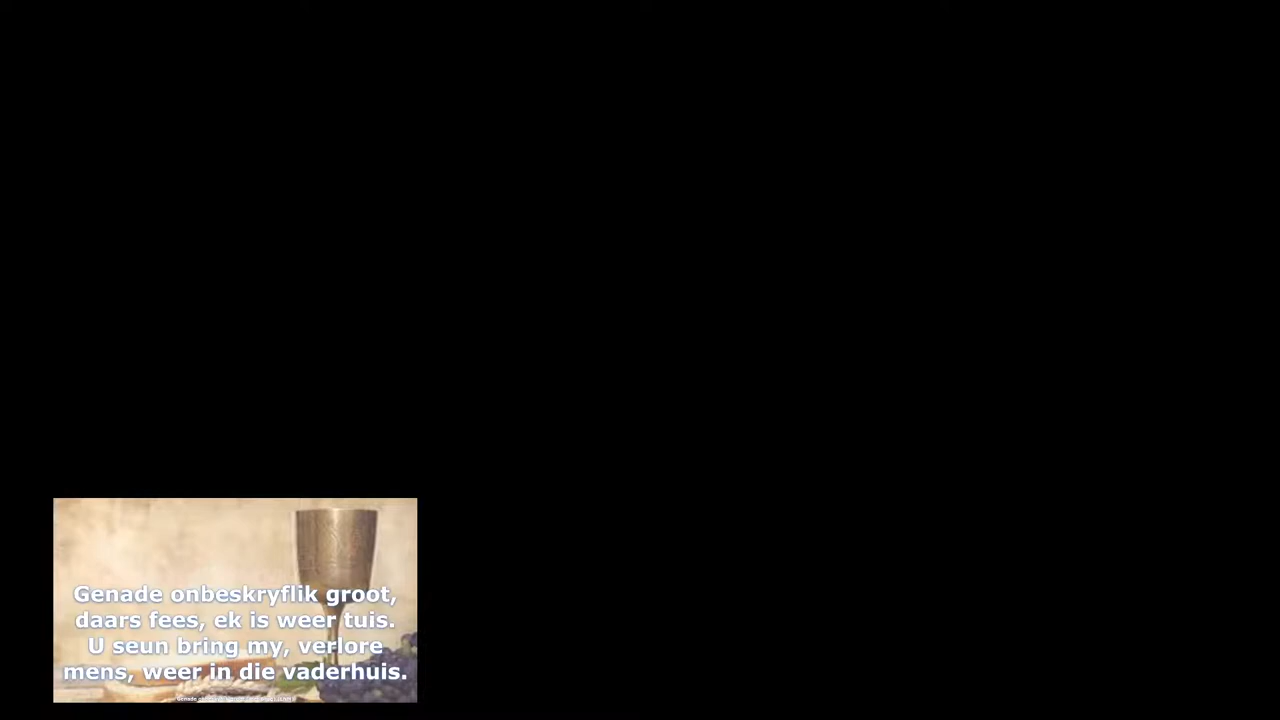 Genade onbeskryflik groot,
daars fees, ek is weer tuis.
U seun bring my, verlore
mens, weer in die vaderhuis.